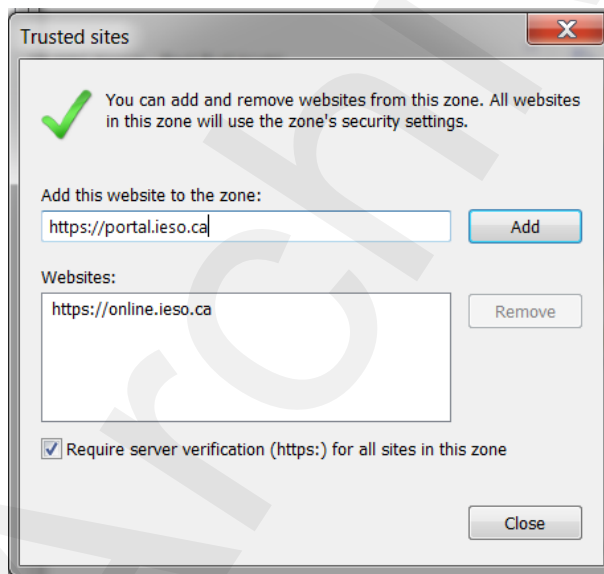 Trusted sites
You can add and remove websites from this zone. All websites
in this zone will use the zone's security settings.
Add this website to the zone:
https://portal.ieso.ca
Add
Websites:
https://online.ieso.ca
Remove
Require server verification (https:) for all sites in this zone
Close